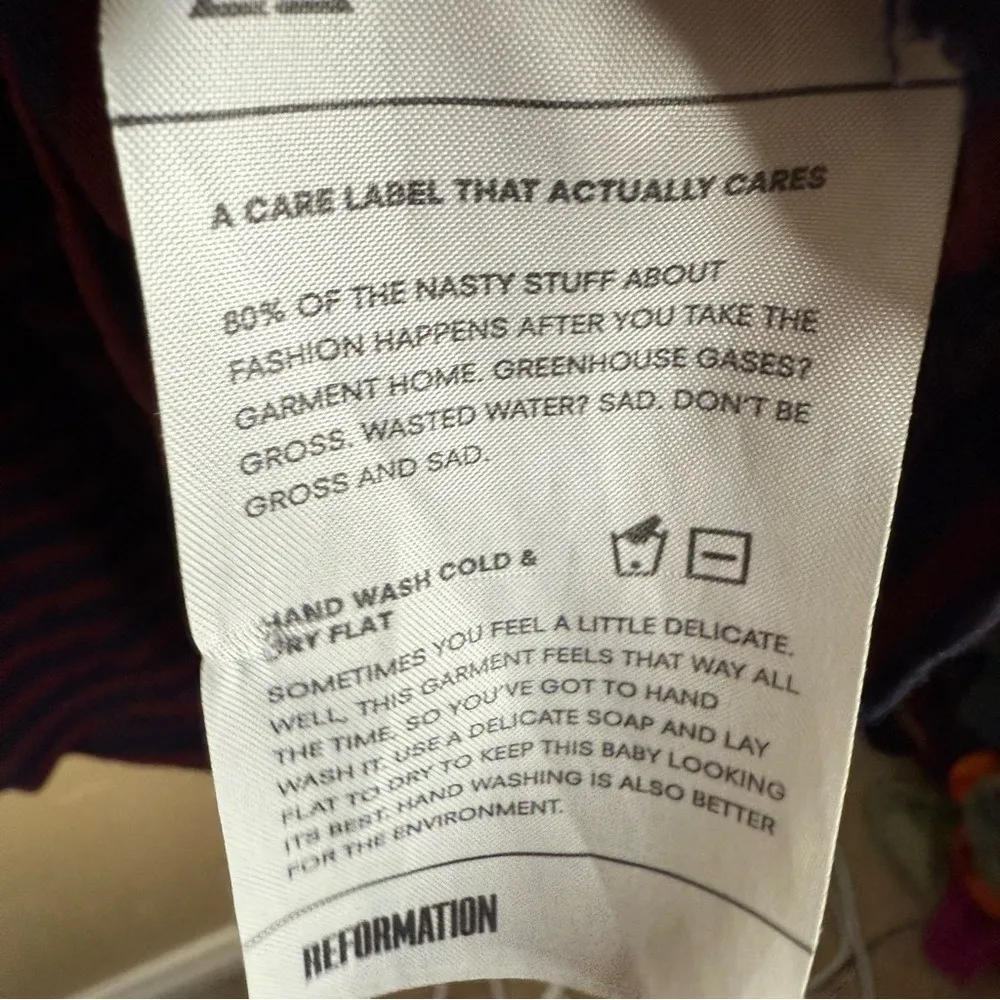 A CARE LABEL THAT ACTUALLY CARES
80% OF THE NASTY STUFF ABOUT
FASHION HAPPENS AFTER YOU TAKE THE
GARMENT HOME. GREENHOUSE GASES?
GROSS. WASTED WATER? SAD. DON'T BE
GROSS AND SAD.
HAND WASH COLD &
DRY FLAT
SOMETIMES YOU FEEL A LITTLE DELICATE.
WELL, THIS GARMENT FEELS THAT WAY ALL
THE TIME, SO YOU'VE GOT TO HAND
WASH IT. USE A DELICATE SOAP AND LAY
FLAT TO DRY TO KEEP THIS BABY LOOKING
ITS BEST. HAND WASHING IS ALSO BETTER
FOR THE ENVIRONMENT.
REFORMATION